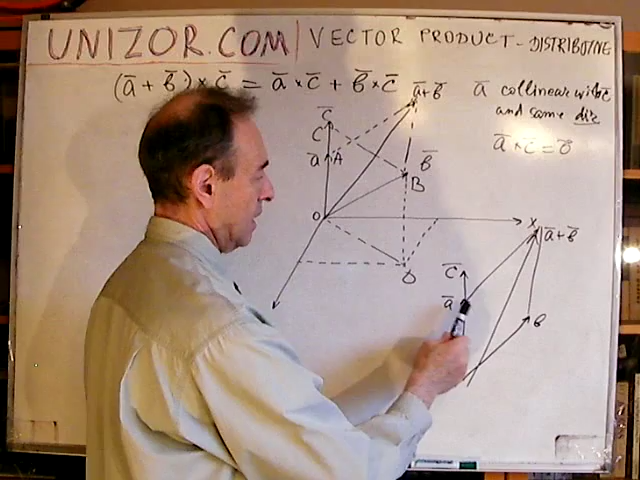 UNIZOR.COM | VECTOR PRODUCT - DISTRIBUTIVE
(a̅ + b̅) × c̅ = a̅ × c̅ + b̅ × c̅
a̅ collinear with c̅
and same dir
a̅ × c̅ = 0̅
a̅+b̅
c̅
C
a̅ A
b̅
B
O
X
D
a̅+b̅
c̅
a̅
b